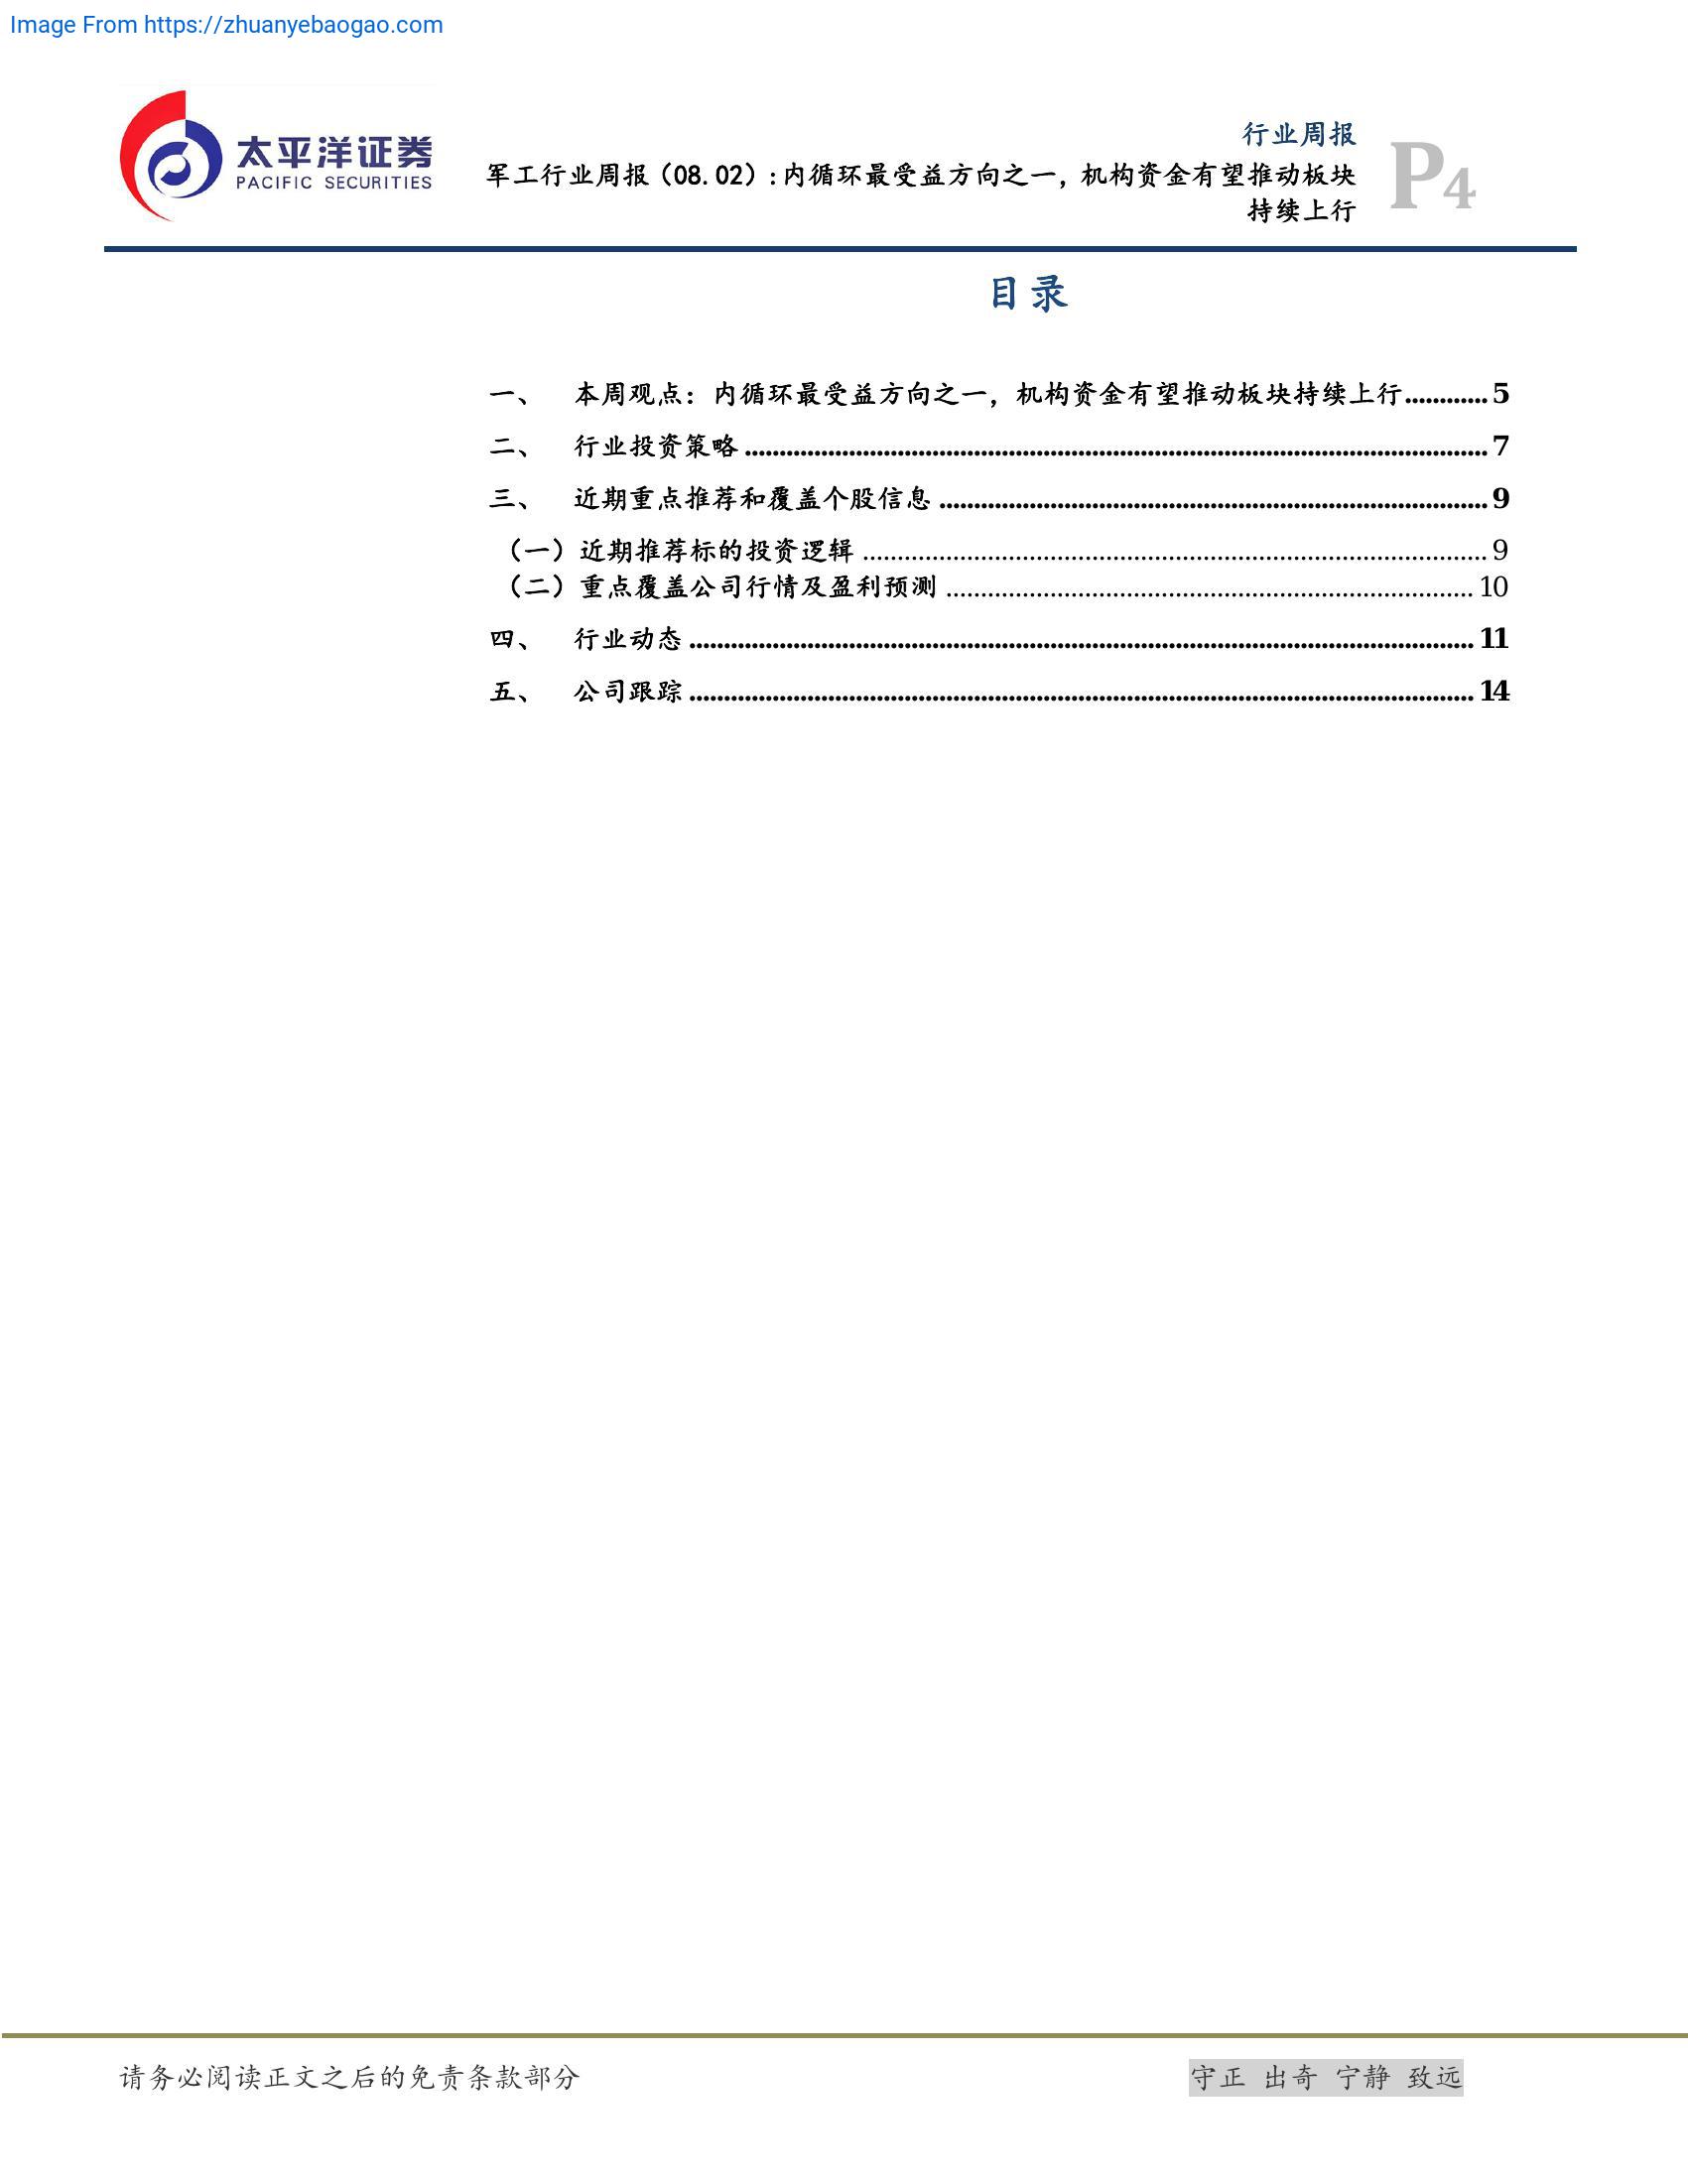 Image From https://zhuanyebaogao.com
太平洋证券
PACIFIC SECURITIES
行业周报
军工行业周报（08.02）：内循环最受益方向之一，机构资金有望推动板块
持续上行
P4
目录
一、 本周观点：内循环最受益方向之一，机构资金有望推动板块持续上行............5
二、 行业投资策略............7
三、 近期重点推荐和覆盖个股信息............9
（一）近期推荐标的投资逻辑............9
（二）重点覆盖公司行情及盈利预测............10
四、 行业动态............11
五、 公司跟踪............14
请务必阅读正文之后的免责条款部分
守正 出奇 宁静 致远